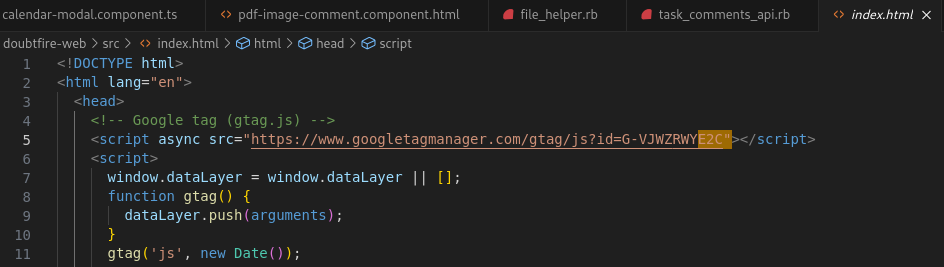 calendar-modal.component.ts <> pdf-image-comment.component.html file_helper.rb task_comments_api.rb <> index.html ×
doubtfire-web > src > <> index.html > html > head > script
1 <!DOCTYPE html>
2 <html lang="en">
3 <head>
4 <!-- Google tag (gtag.js) -->
5 <script async src="https://www.googletagmanager.com/gtag/js?id=G-VJWZRWYE2C"></script>
6 <script>
7 window.dataLayer = window.dataLayer || [];
8 function gtag() {
9 dataLayer.push(arguments);
10 }
11 gtag('js', new Date());